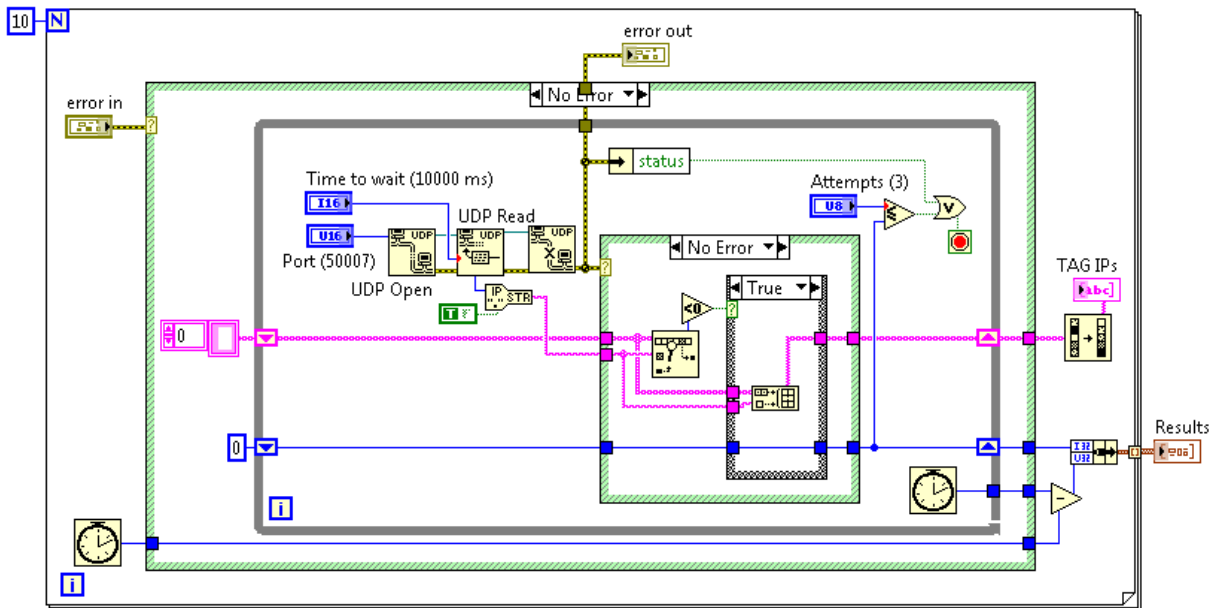 10 N
error out
No Error
error in
status
Time to wait (10000 ms)
Attempts (3)
I16
UDP Read
U8
V
U16
UDP
UDP
UDP
No Error
Port (50007)
TAG IPs
UDP Open
IP
STR
True
abc
<0
T F
0
Results
0
I32
U32
i
-
i